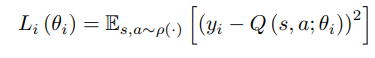 L_i (θ_i) = 𝔼_{s,a∼ρ(·)} [(y_i − Q (s, a; θ_i))^2]